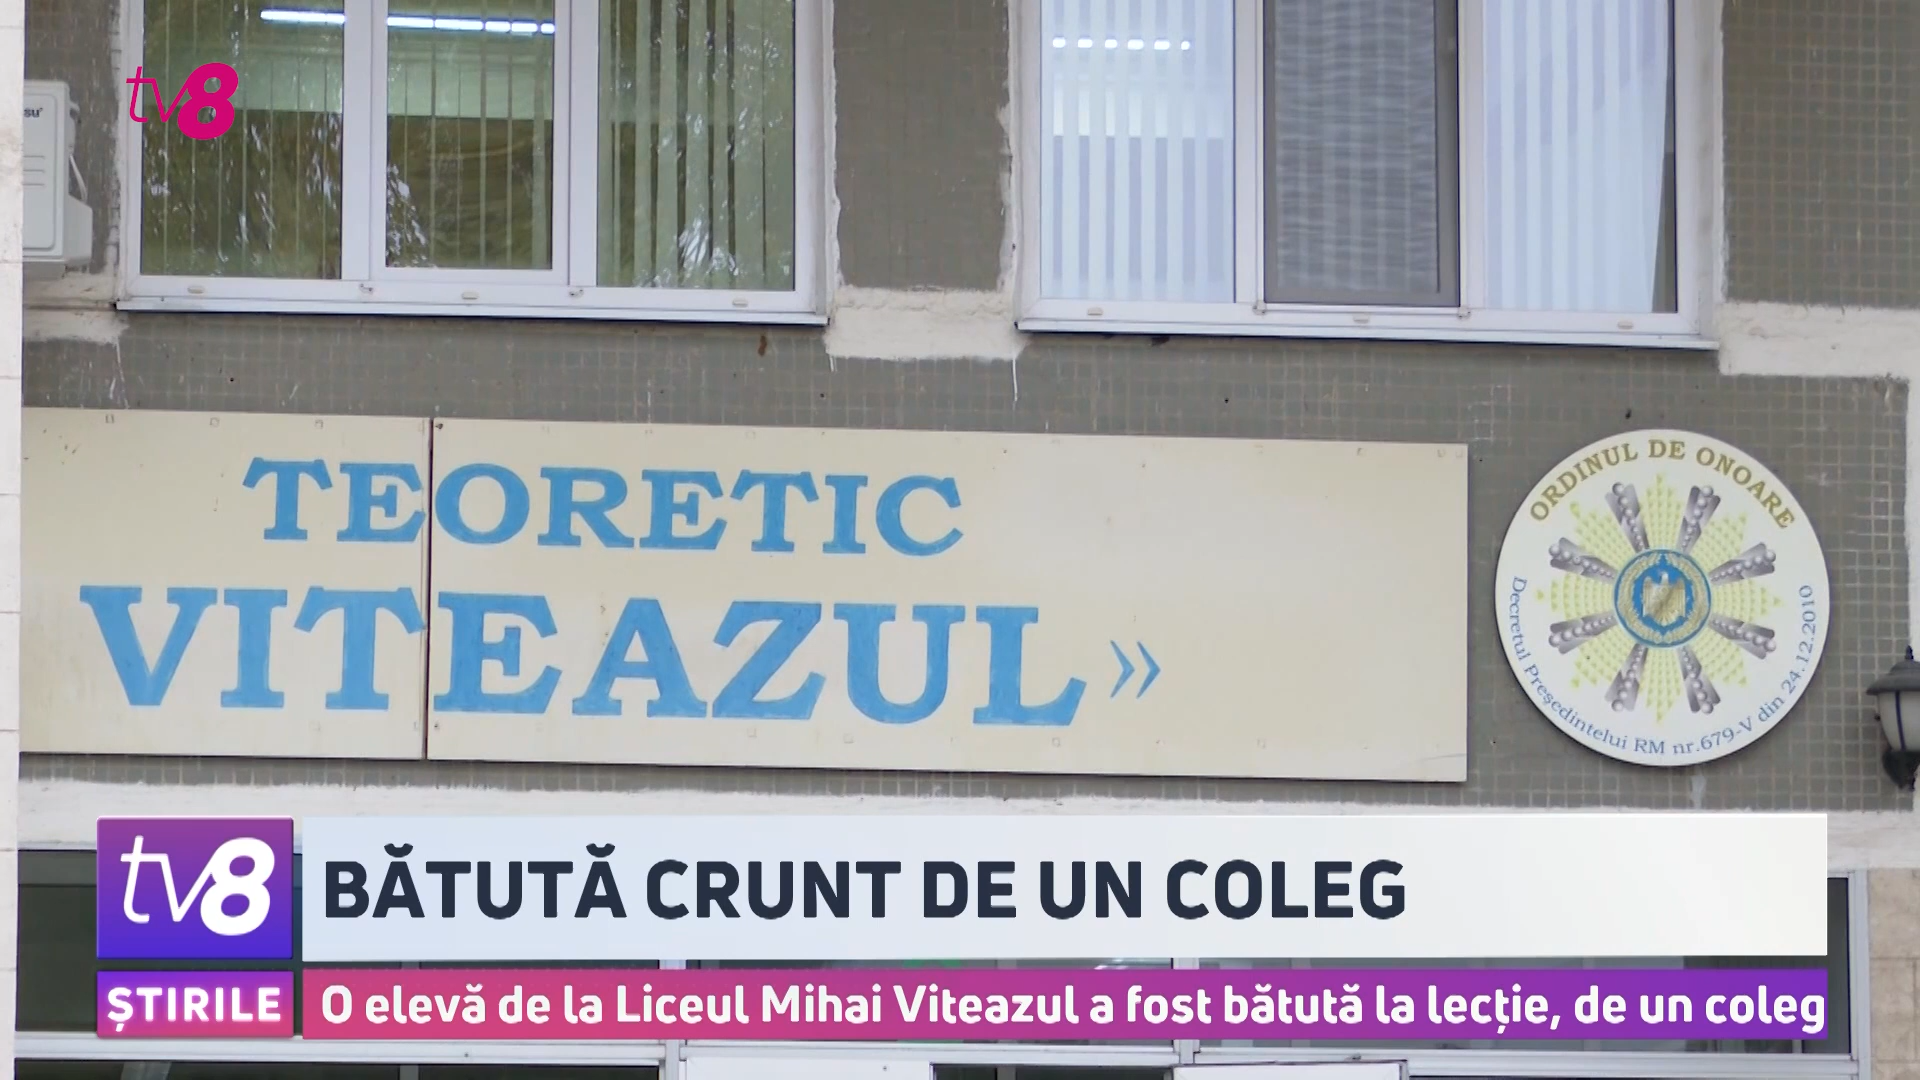 su
tv8
TEORETIC
VITEAZUL»
ORDINUL DE ONOARE
Decretul Președintelui RM nr.679-V din 24.12.2010
tv8
BĂTUTĂ CRUNT DE UN COLEG
ȘTIRILE
O elevă de la Liceul Mihai Viteazul a fost bătută la lecție, de un coleg